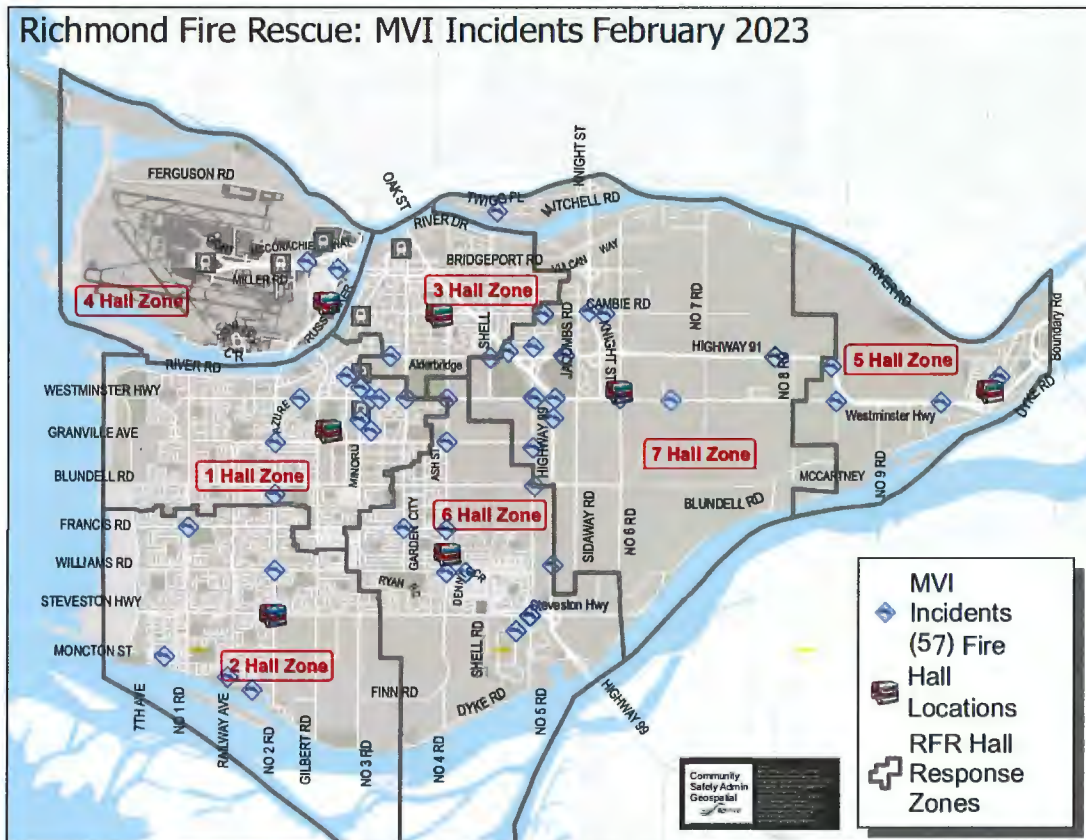 Richmond Fire Rescue: MVI Incidents February 2023
KNIGHT ST
OAK ST
TWIGG PL
MITCHELL RD
FERGUSON RD
RIVER DR
WAY
MCCONACHIE
BRIDGEPORT RD
VULCAN
MILLER RD
RIVER RD
Boundary Rd
4 Hall Zone
3 Hall Zone
CAMBIE RD
NO 7 RD
SHELL
JACOMBS RD
KNIGHT ST
HIGHWAY 91
NO 8 RD
5 Hall Zone
RIVER RD
Alderbridge
DYKE RD
WESTMINSTER HWY
AZURE
Westminster Hwy
GRANVILLE AVE
MINORU
ASH ST
HIGHWAY 99
7 Hall Zone
1 Hall Zone
BLUNDELL RD
MCCARTNEY
NO 9 RD
BLUNDELL RD
FRANCIS RD
GARDEN CITY
6 Hall Zone
SIDAWAY RD
NO 6 RD
WILLIAMS RD
RYAN
CR
STEVESTON HWY
Steveston Hwy
MONCTON ST
2 Hall Zone
SHELL RD
FINN RD
DYKE RD
7TH AVE
NO 1 RD
RAILWAY AVE
NO 2 RD
GILBERT RD
NO 3 RD
NO 4 RD
NO 5 RD
HIGHWAY 99
MVI
Incidents
(57) Fire
Hall
Locations
RFR Hall
Response
Zones
Community
Safety Admin
Geospatial